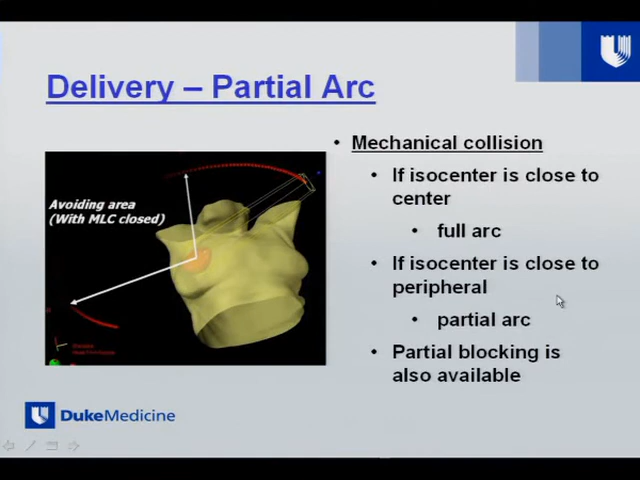 Delivery – Partial Arc
Avoiding area
(With MLC closed)
• Mechanical collision
• If isocenter is close to
center
• full arc
• If isocenter is close to
peripheral
• partial arc
• Partial blocking is
also available
DukeMedicine